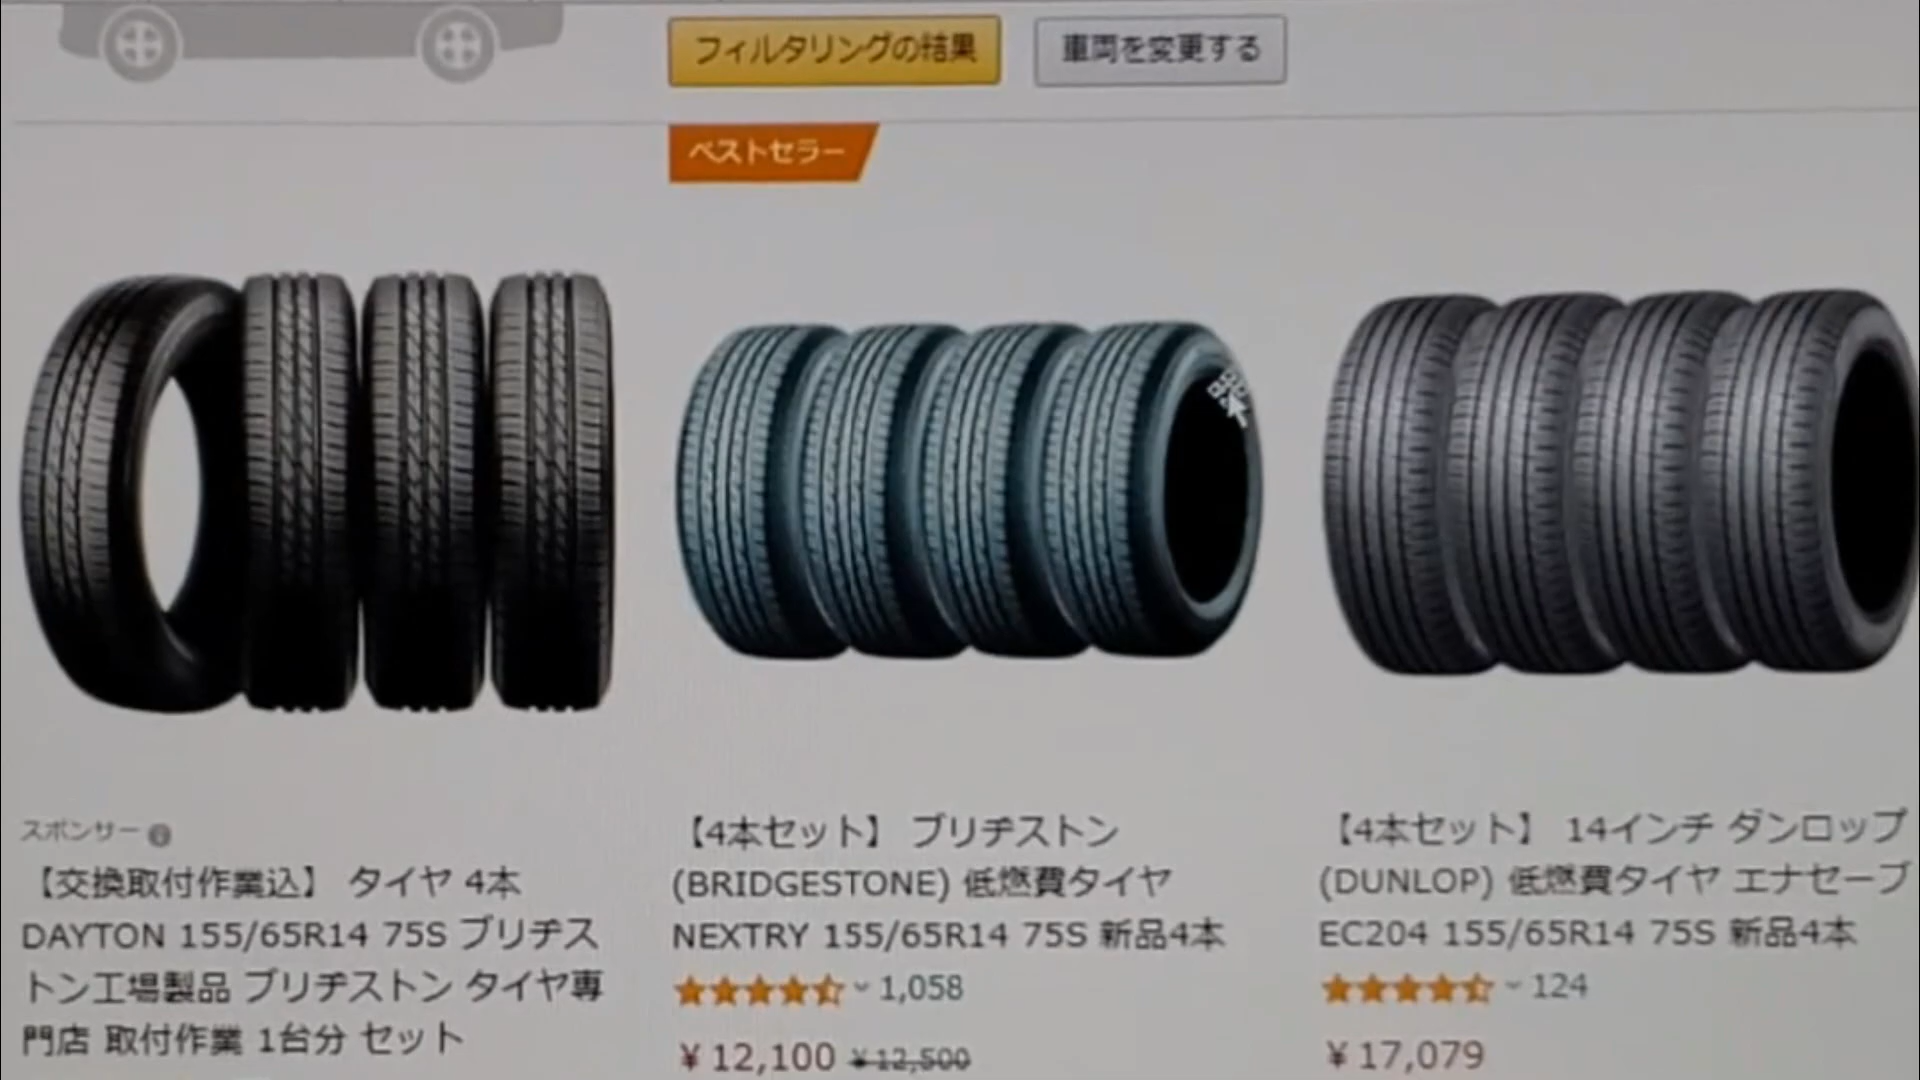 フィルタリングの結果
車両を変更する
ベストセラー
スポンサー
【交換取付作業込】 タイヤ 4本
DAYTON 155/65R14 75S ブリヂス
トン工場製品 ブリヂストン タイヤ専
門店 取付作業 1台分 セット
【4本セット】 ブリヂストン
(BRIDGESTONE) 低燃費タイヤ
NEXTRY 155/65R14 75S 新品4本
1,058
¥12,100 ¥12,500
【4本セット】 14インチ ダンロップ
(DUNLOP) 低燃費タイヤ エナセーブ
EC204 155/65R14 75S 新品4本
124
¥17,079